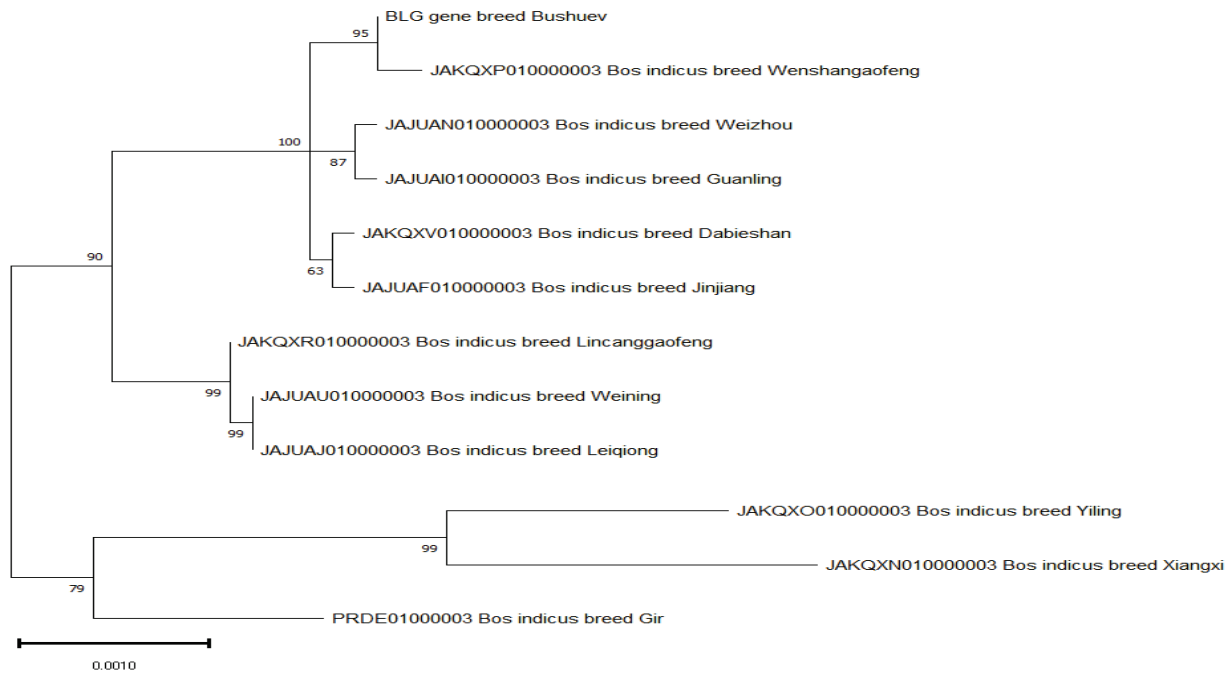 BLG gene breed Bushuev
95
JAKQXP010000003 Bos indicus breed Wenshangaofeng
JAJUAN010000003 Bos indicus breed Weizhou
100
87
JAJUAI010000003 Bos indicus breed Guanling
JAKQXV010000003 Bos indicus breed Dabieshan
90
63
JAJUAF010000003 Bos indicus breed Jinjiang
JAKQXR010000003 Bos indicus breed Lincanggaofeng
99
JAJUAU010000003 Bos indicus breed Weining
99
JAJUAJ010000003 Bos indicus breed Leiqiong
JAKQXO010000003 Bos indicus breed Yiling
99
JAKQXN010000003 Bos indicus breed Xiangxi
79
PRDE01000003 Bos indicus breed Gir
0.0010